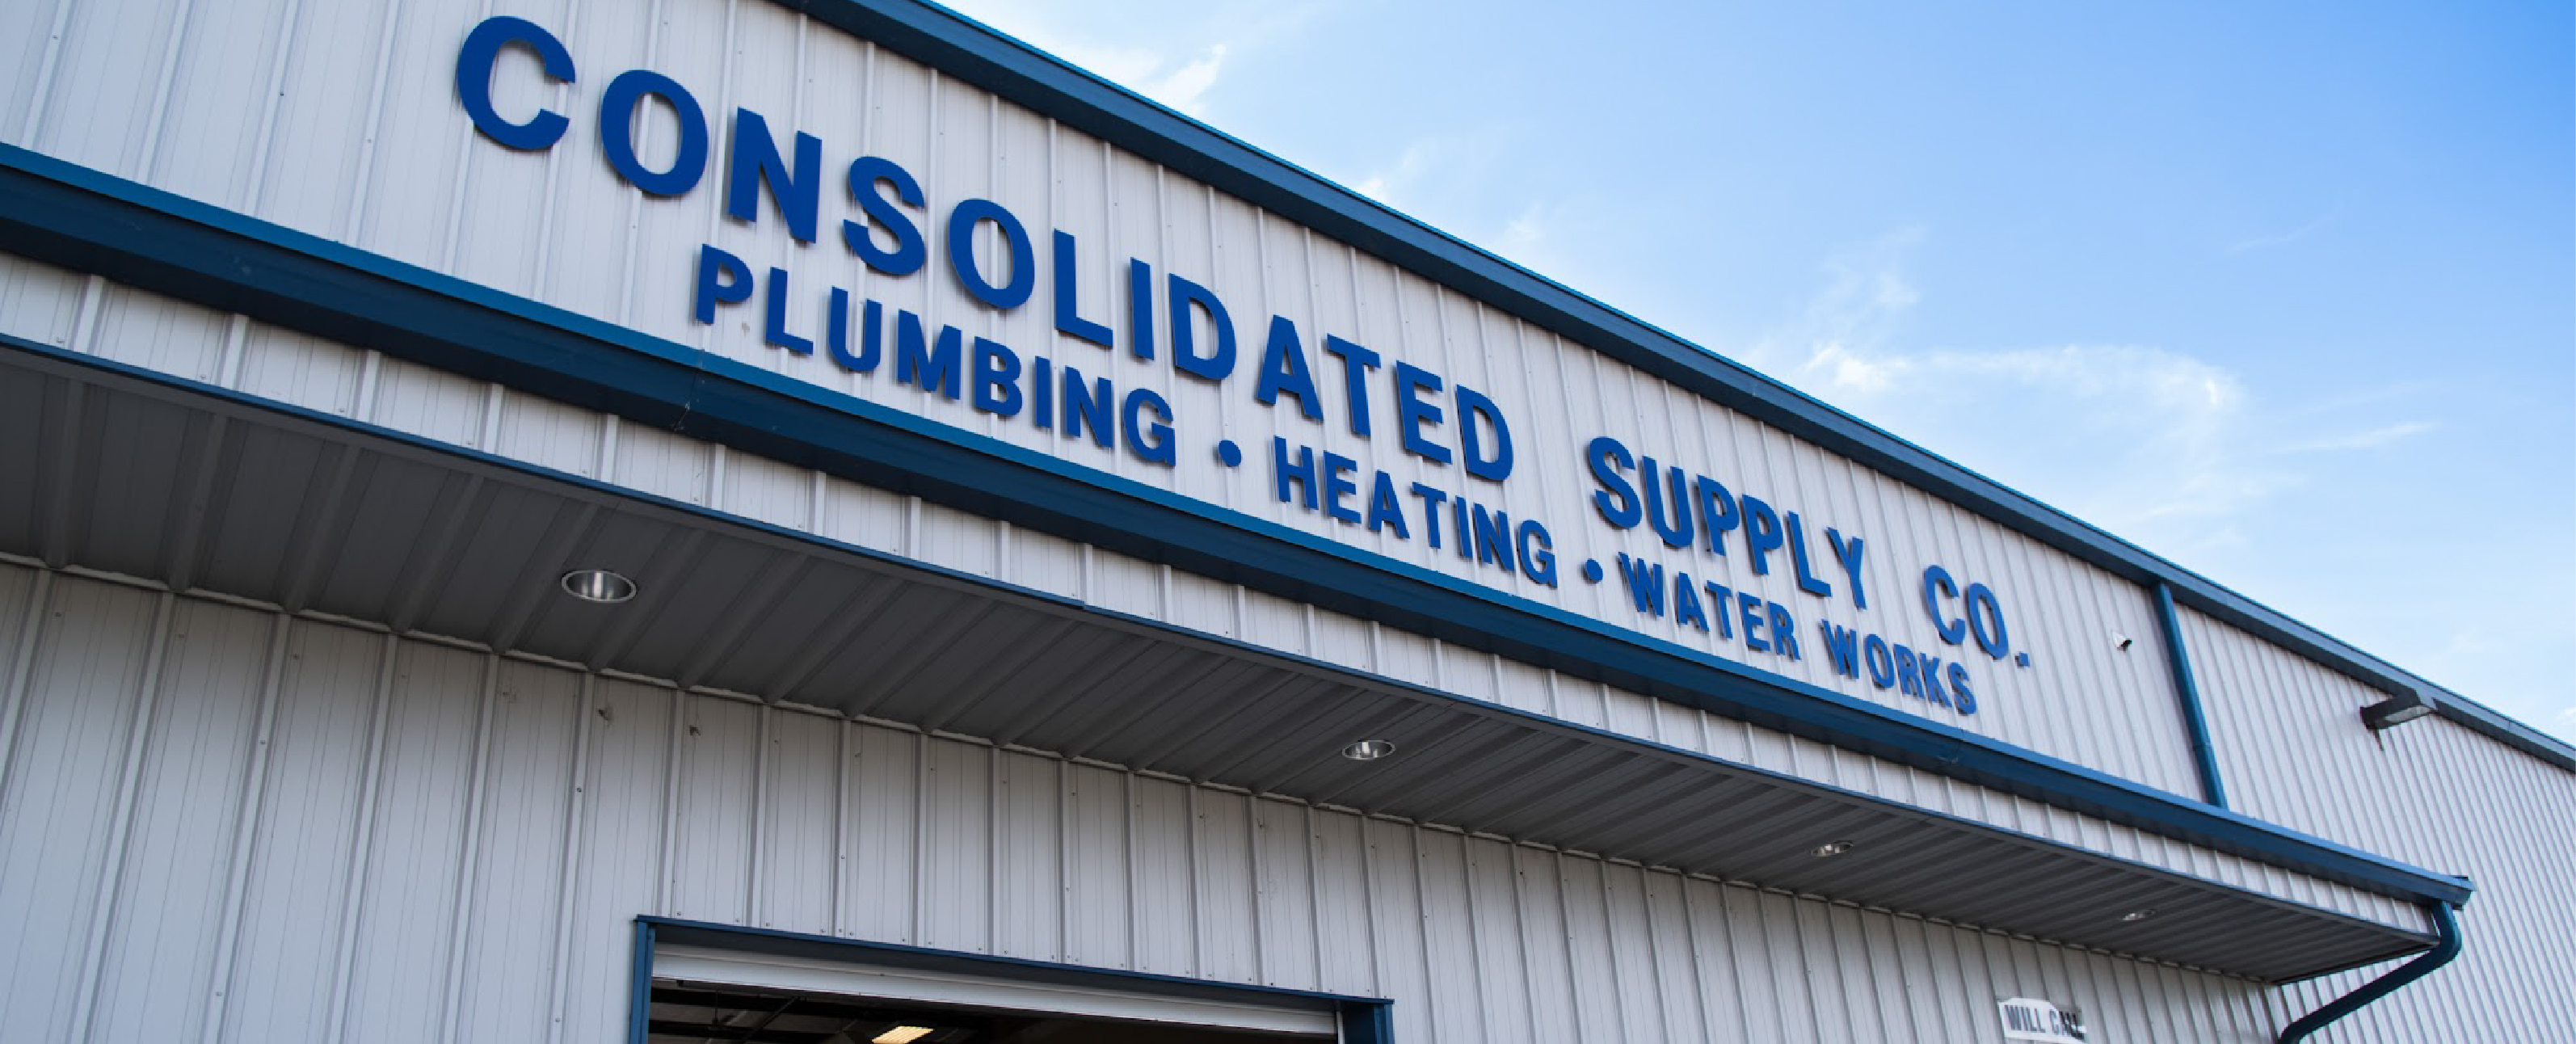 CONSOLIDATED SUPPLY CO.
PLUMBING • HEATING • WATER WORKS
WILL CALL